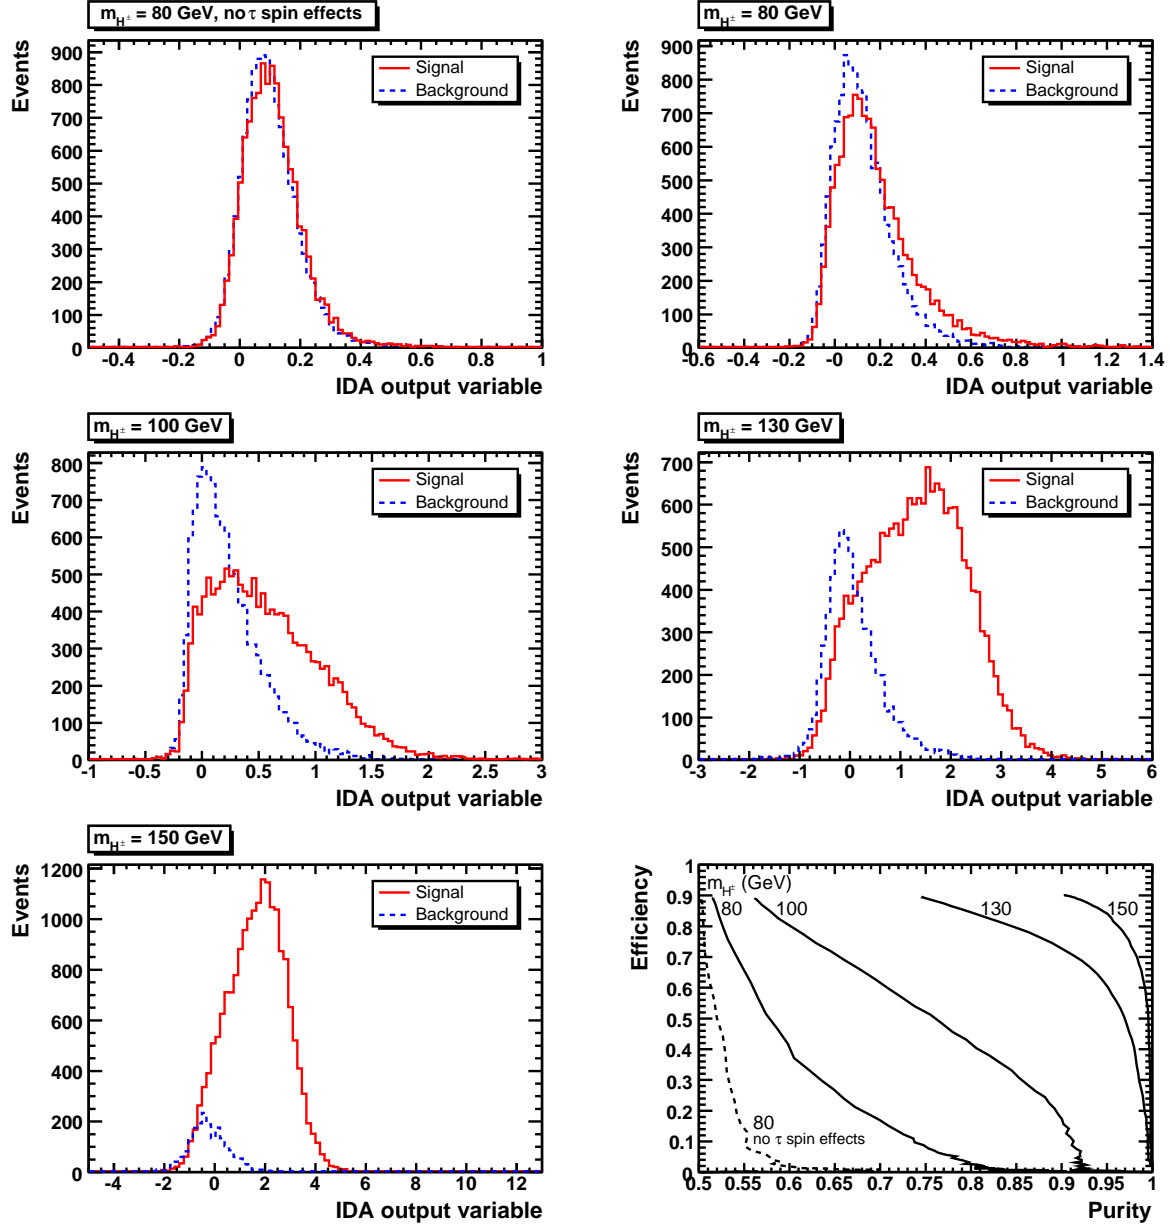 m_H± = 80 GeV, no τ spin effects
Events
900
800
700
600
500
400
300
200
100
0
Signal
Background
-0.4 -0.2 0 0.2 0.4 0.6 0.8 1
IDA output variable
m_H± = 80 GeV
Events
900
800
700
600
500
400
300
200
100
0
Signal
Background
-0.6 -0.4 -0.2 -0 0.2 0.4 0.6 0.8 1 1.2 1.4
IDA output variable
m_H± = 100 GeV
Events
800
700
600
500
400
300
200
100
0
Signal
Background
-1 -0.5 0 0.5 1 1.5 2 2.5 3
IDA output variable
m_H± = 130 GeV
Events
700
600
500
400
300
200
100
0
Signal
Background
-3 -2 -1 0 1 2 3 4 5 6
IDA output variable
m_H± = 150 GeV
Events
1200
1000
800
600
400
200
0
Signal
Background
-4 -2 0 2 4 6 8 10 12
IDA output variable
Efficiency
1
0.9
0.8
0.7
0.6
0.5
0.4
0.3
0.2
0.1
0
m_H± (GeV)
80 100 130 150
80
no τ spin effects
0.5 0.55 0.6 0.65 0.7 0.75 0.8 0.85 0.9 0.95 1
Purity